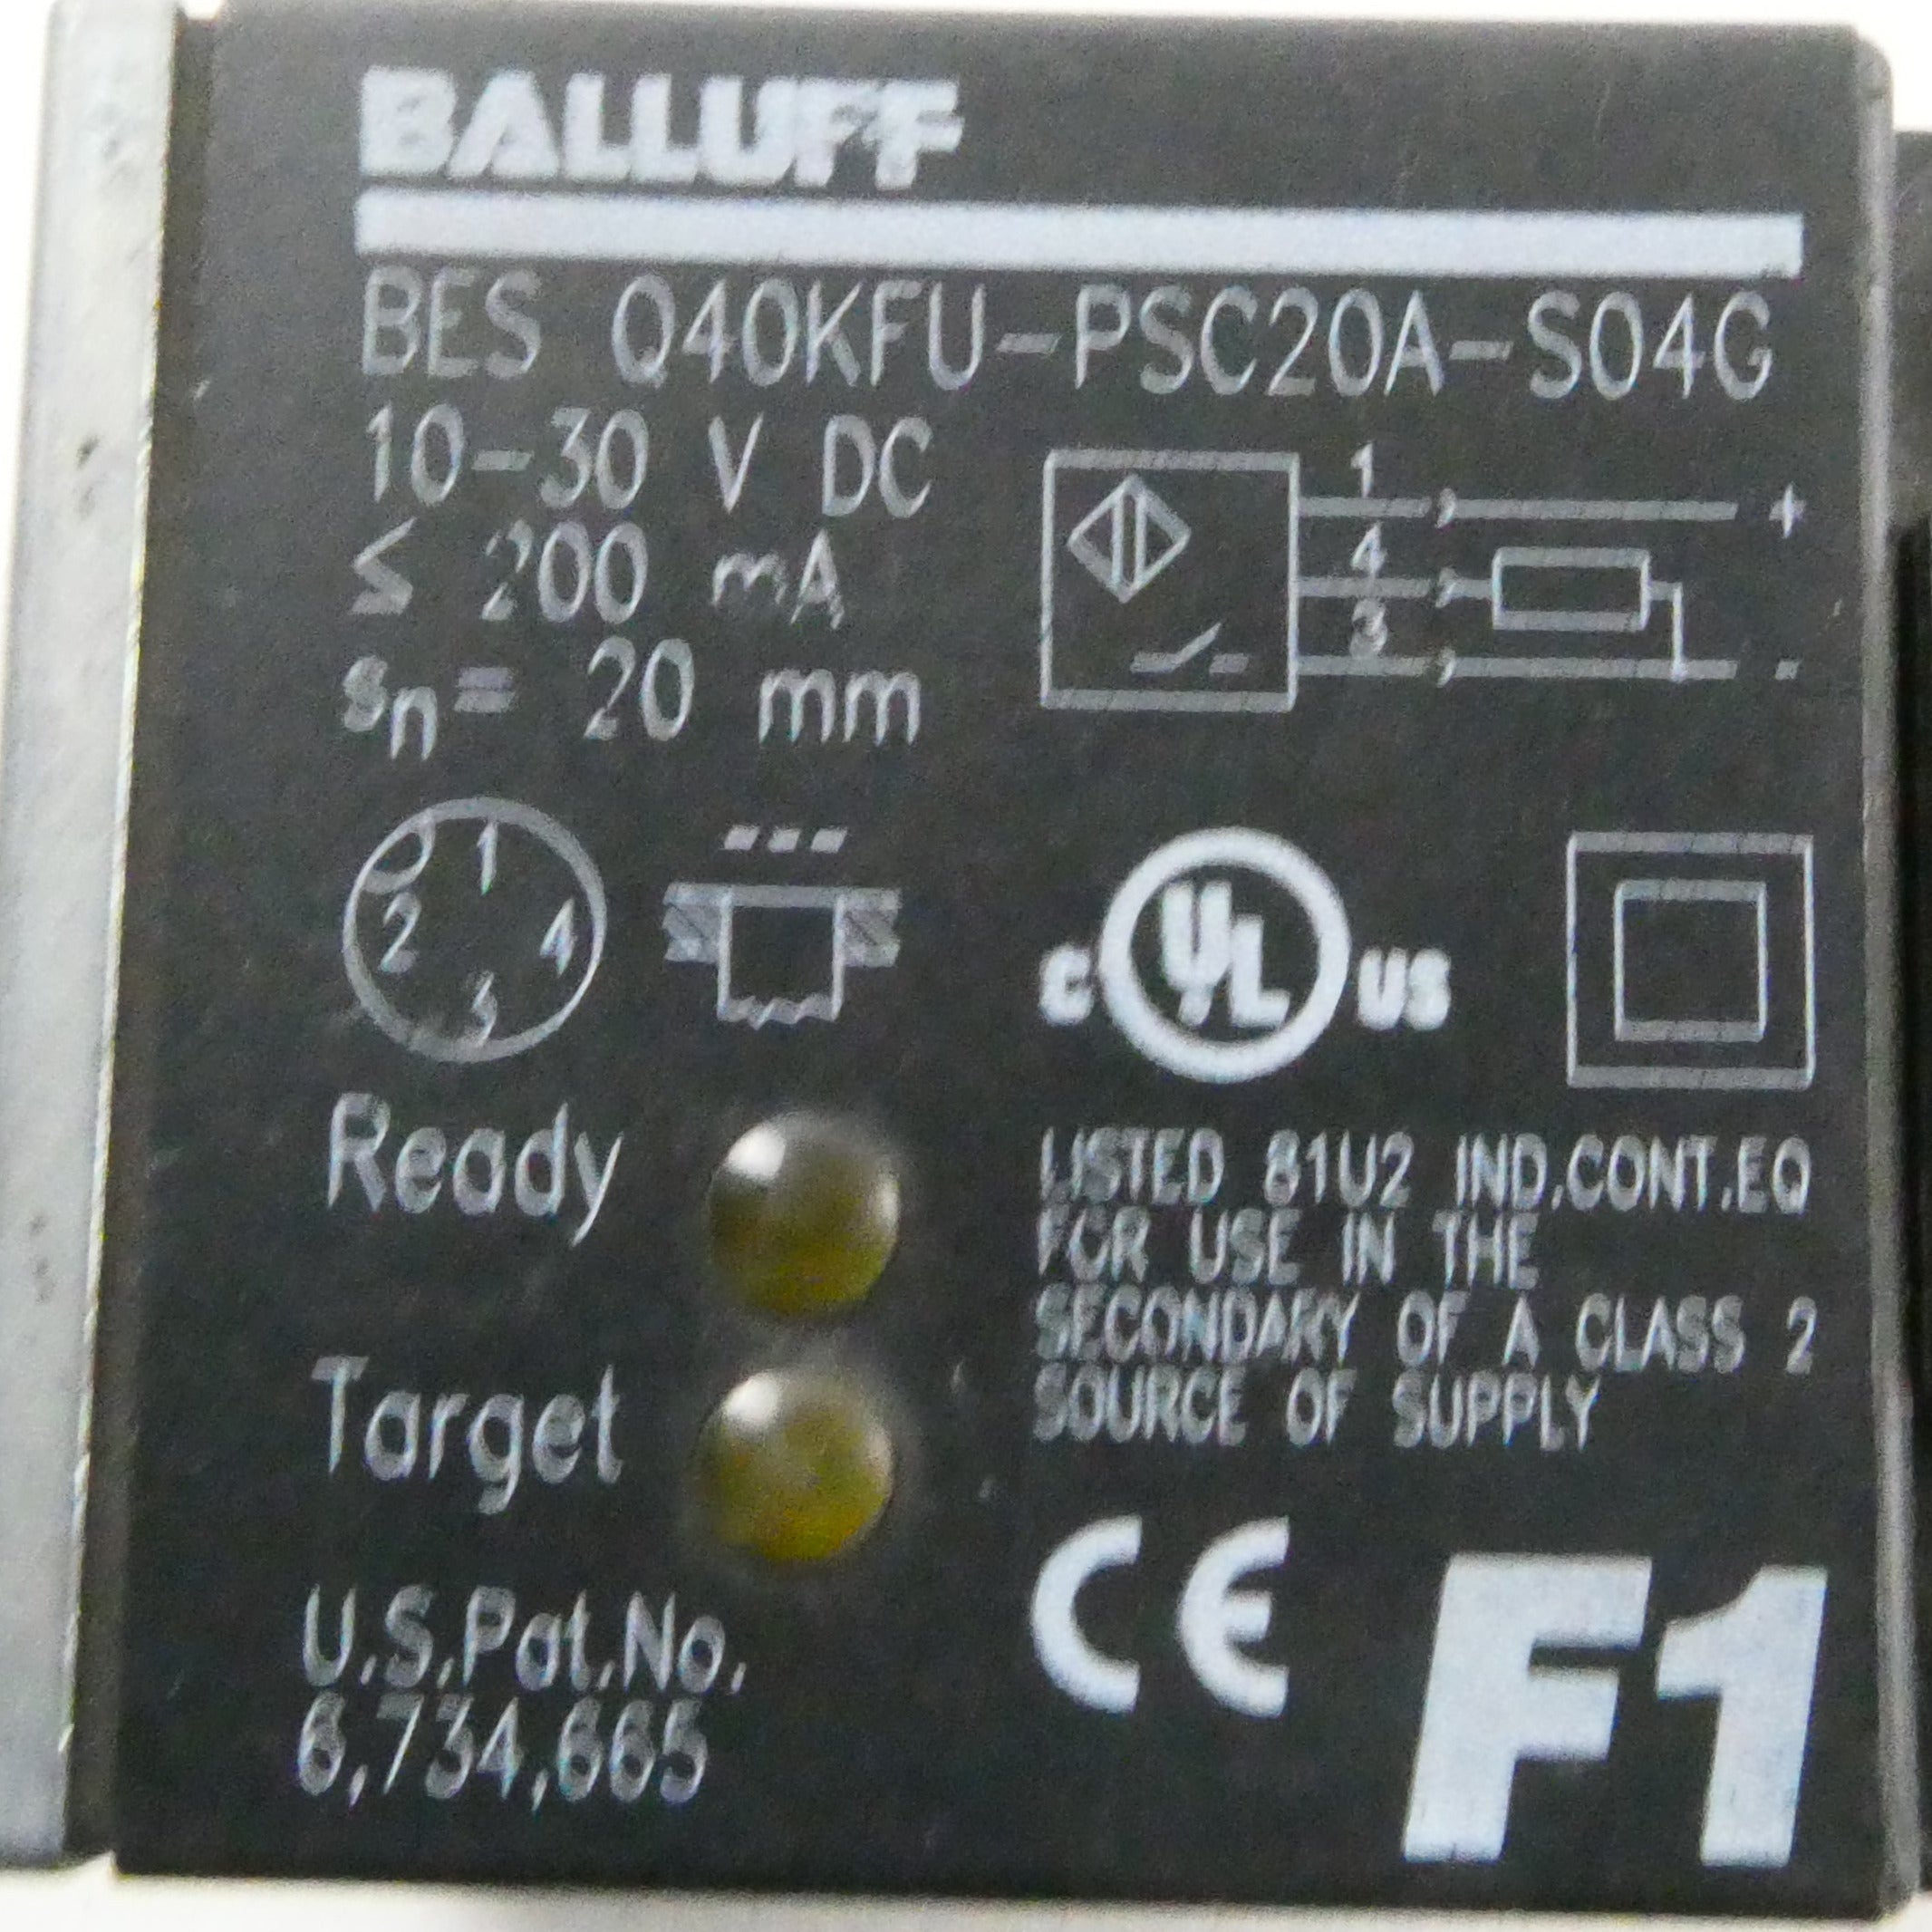 BALLUFF
BES Q40KFU-PSC20A-S04G
10-30 V DC
≤ 200 mA
sn= 20 mm
1
4
3
+
-
1
2
4
3
C UL US
Ready
Target
LISTED 81U2 IND.CONT.EQ
FOR USE IN THE
SECONDARY OF A CLASS 2
SOURCE OF SUPPLY
U.S.Pat.No.
6,734,665
CE
F1